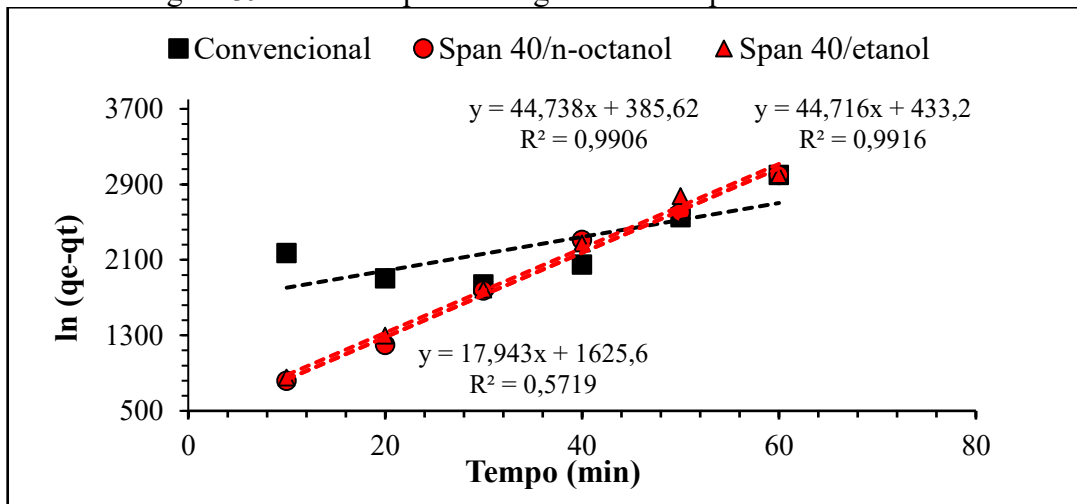 Convencional Span 40/n-octanol Span 40/etanol
3700
2900
2100
1300
500
ln (qe-qt)
y = 44,738x + 385,62
R² = 0,9906
y = 44,716x + 433,2
R² = 0,9916
y = 17,943x + 1625,6
R² = 0,5719
0 20 40 60 80
Tempo (min)